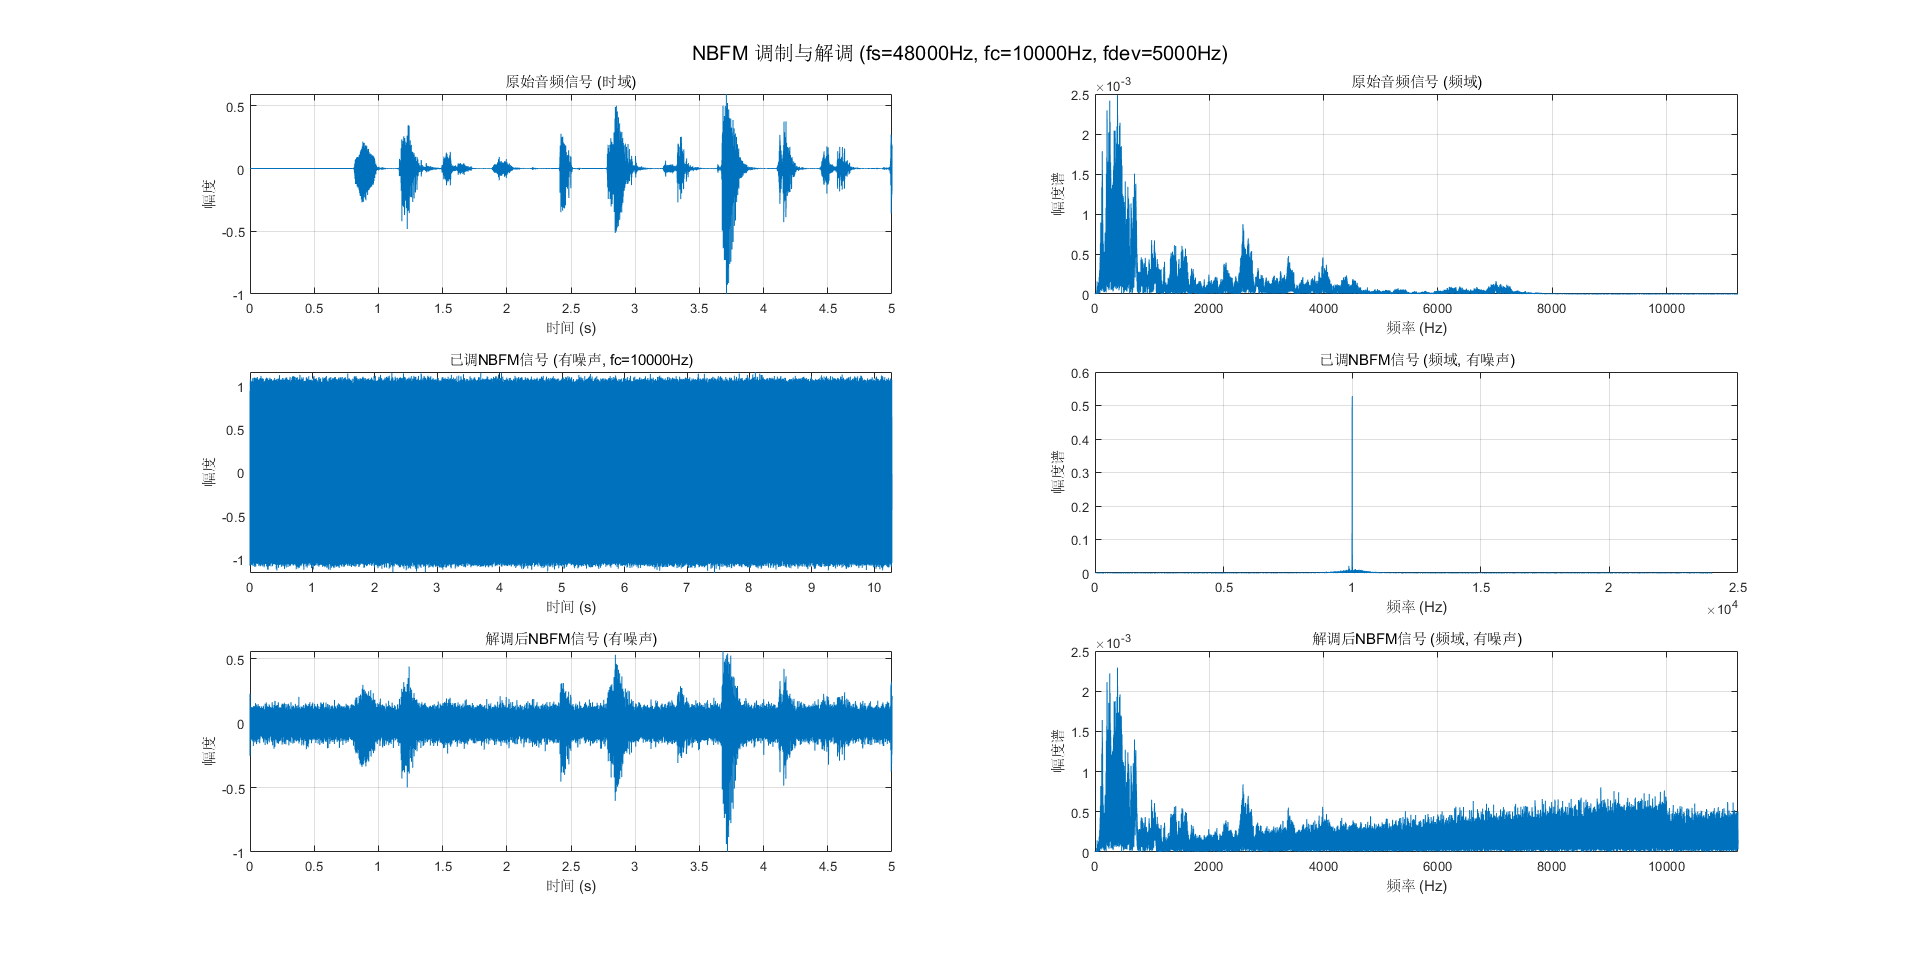 NBFM 调制与解调 (fs=48000Hz, fc=10000Hz, fdev=5000Hz)
原始音频信号 (时域)
幅度
0.5
0
-0.5
-1
0 0.5 1 1.5 2 2.5 3 3.5 4 4.5 5
时间 (s)
原始音频信号 (频域)
×10-3
幅度谱
2.5
2
1.5
1
0.5
0
0 2000 4000 6000 8000 10000
频率 (Hz)
已调NBFM信号 (有噪声, fc=10000Hz)
幅度
1
0.5
0
-0.5
-1
0 1 2 3 4 5 6 7 8 9 10
时间 (s)
已调NBFM信号 (频域, 有噪声)
幅度谱
0.6
0.5
0.4
0.3
0.2
0.1
0
0 0.5 1 1.5 2 2.5
频率 (Hz)
×104
解调后NBFM信号 (有噪声)
幅度
0.5
0
-0.5
-1
0 0.5 1 1.5 2 2.5 3 3.5 4 4.5 5
时间 (s)
解调后NBFM信号 (频域, 有噪声)
×10-3
幅度谱
2.5
2
1.5
1
0.5
0
0 2000 4000 6000 8000 10000
频率 (Hz)